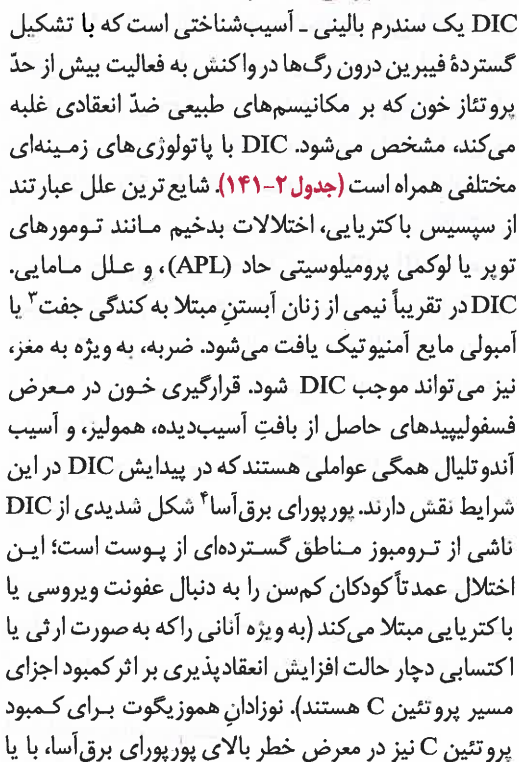 DIC یک سندرم بالینی ـ آسیب‌شناختی است که با تشکیل
گستردهٔ فیبرین درون رگ‌ها در واکنش به فعالیت بیش از حدّ
پروتئاز خون که بر مکانیسم‌های طبیعی ضدّ انعقادی غلبه
می‌کند، مشخص می‌شود. DIC با پاتولوژی‌های زمینه‌ای
مختلفی همراه است (جدول ۲-۱۴۱). شایع‌ترین علل عبارتند
از سپسیس باکتریایی، اختلالات بدخیم مانند تومورهای
توپر یا لوکمی پرومیلوسیتی حاد (APL)، و علل مامایی.
DIC در تقریباً نیمی از زنان آبستنِ مبتلا به کندگی جفت۳ یا
آمبولی مایع آمنیوتیک یافت می‌شود. ضربه، به ویژه به مغز،
نیز می‌تواند موجب DIC شود. قرارگیری خون در معرض
فسفولیپیدهای حاصل از بافتِ آسیب‌دیده، همولیز، و آسیب
آندوتلیال همگی عواملی هستند که در پیدایش DIC در این
شرایط نقش دارند. پورپورای برق‌آسا۴ شکل شدیدی از DIC
ناشی از ترومبوز مناطق گسترده‌ای از پوست است؛ این
اختلال عمدتاً کودکان کم‌سن را به دنبال عفونت ویروسی یا
باکتریایی مبتلا می‌کند (به ویژه آنانی را که به صورت ارثی یا
اکتسابی دچار حالت افزایش انعقادپذیری بر اثر کمبود اجزای
مسیر پروتئین C هستند). نوزادانِ هموزیگوت برای کمبود
پروتئین C نیز در معرض خطر بالای پورپورای برق‌آسا، با یا